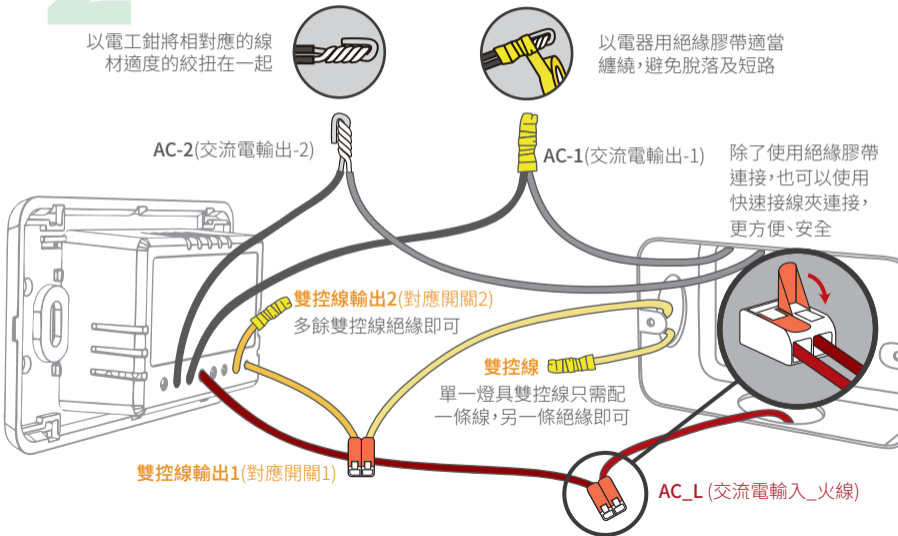 2
以電工鉗將相對應的線
材適度的絞扭在一起
以電器用絕緣膠帶適當
纏繞,避免脫落及短路
AC-2(交流電輸出-2)
AC-1(交流電輸出-1)
除了使用絕緣膠帶
連接,也可以使用
快速接線夾連接,
更方便、安全
雙控線輸出2(對應開關2)
多餘雙控線絕緣即可
雙控線
單一燈具雙控線只需配
一條線,另一條絕緣即可
雙控線輸出1(對應開關1)
AC_L (交流電輸入_火線)